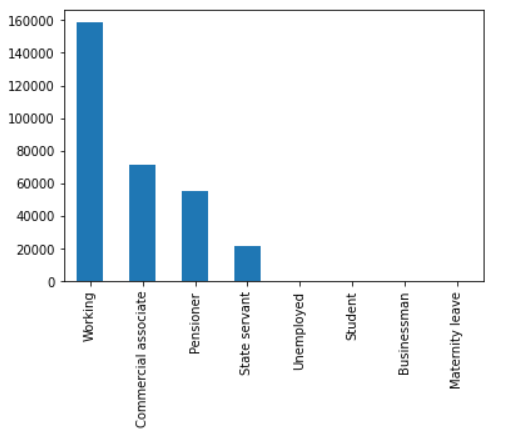 160000
140000
120000
100000
80000
60000
40000
20000
0
Working
Commercial associate
Pensioner
State servant
Unemployed
Student
Businessman
Maternity leave